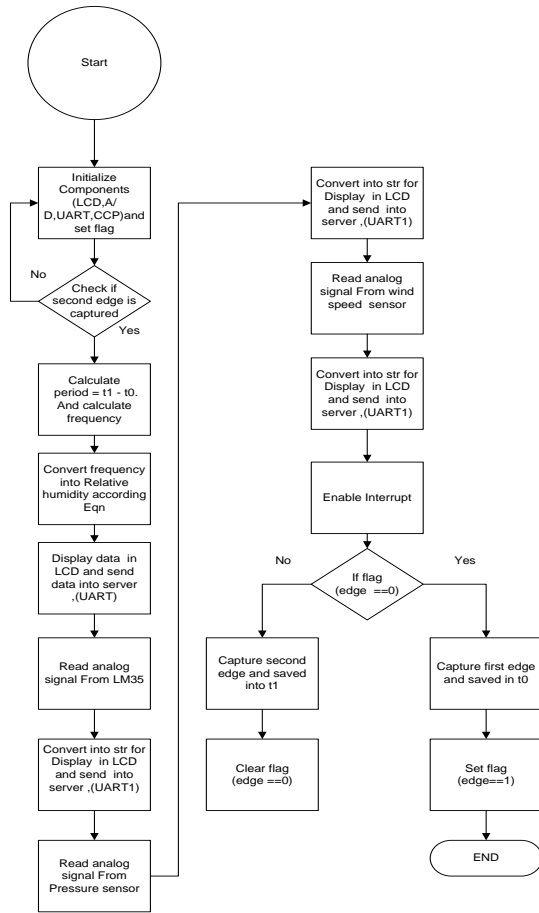 Start
Initialize
Components
(LCD,A/
D,UART,CCP)and
set flag
No
Check if
second edge is
captured
Yes
Calculate
period = t1 - t0.
And calculate
frequency
Convert frequency
into Relative
humidity according
Eqn
Display data in
LCD and send
data into server
,(UART)
Read analog
signal From LM35
Convert into str for
Display in LCD
and send into
server ,(UART1)
Read analog
signal From
Pressure sensor
Convert into str for
Display in LCD
and send into
server ,(UART1)
Read analog
signal From wind
speed sensor
Convert into str for
Display in LCD
and send into
server ,(UART1)
Enable Interrupt
No
If flag
(edge ==0)
Yes
Capture second
edge and saved
into t1
Clear flag
(edge ==0)
Capture first edge
and saved in t0
Set flag
(edge==1)
END